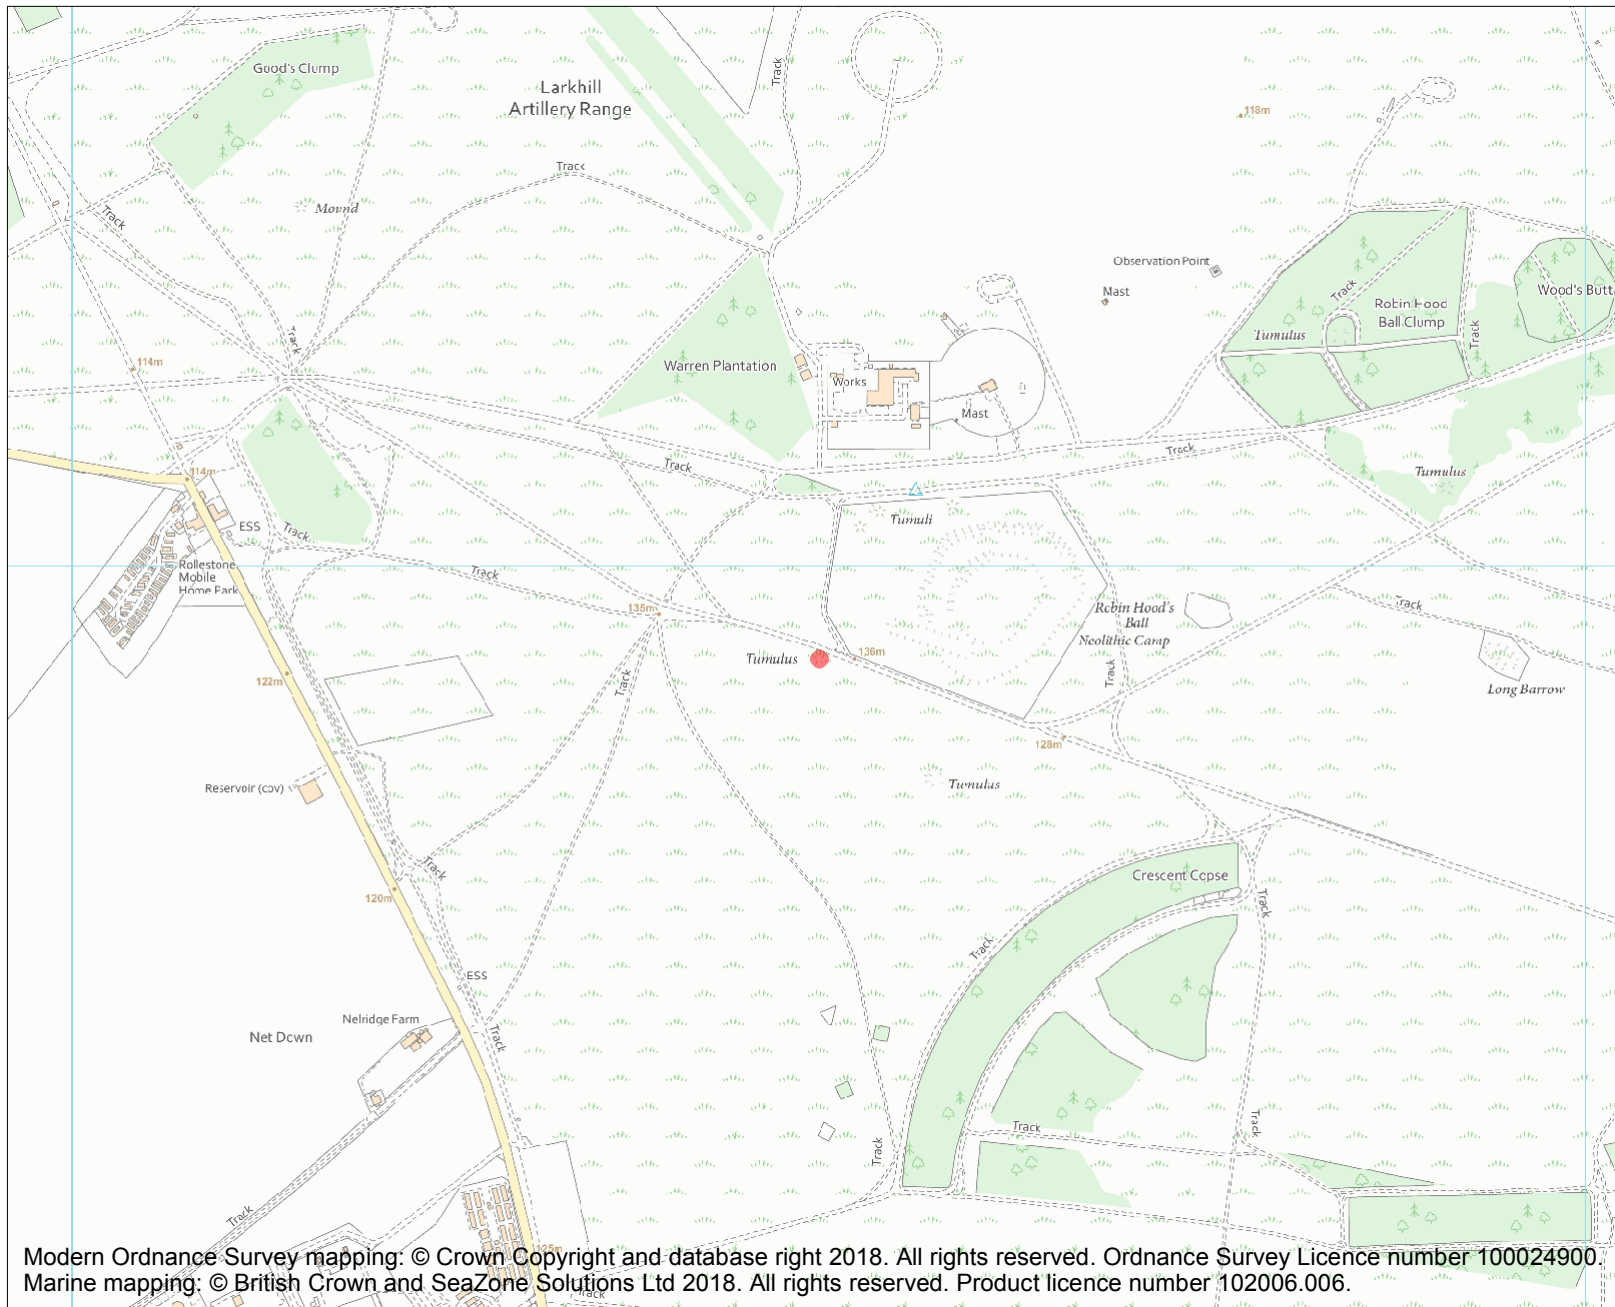 Good's Clump
Larkhill
Artillery Range
Track
118m
Track
Mound
Track
Observation Point
Mast
Track
Wood's Butt
Robin Hood
Ball Clump
Tumulus
Track
Track
114m
Warren Plantation
Works
Mast
Track
Track
114m
Tumulus
ESS
Track
Tumuli
Rollestone
Mobile
Home Park
Track
135m
Robin Hood's
Ball
Neolithic Camp
Track
Tumulus
136m
Track
Track
122m
Long Barrow
128m
Reservoir (cov)
Tumulus
Track
Crescent Copse
120m
Track
Track
ESS
Nelridge Farm
Net Down
Track
Track
Track
Track
Track
125m
Modern Ordnance Survey mapping: © Crown Copyright and database right 2018. All rights reserved. Ordnance Survey Licence number 100024900.
Marine mapping: © British Crown and SeaZone Solutions Ltd 2018. All rights reserved. Product licence number 102006.006.
Track